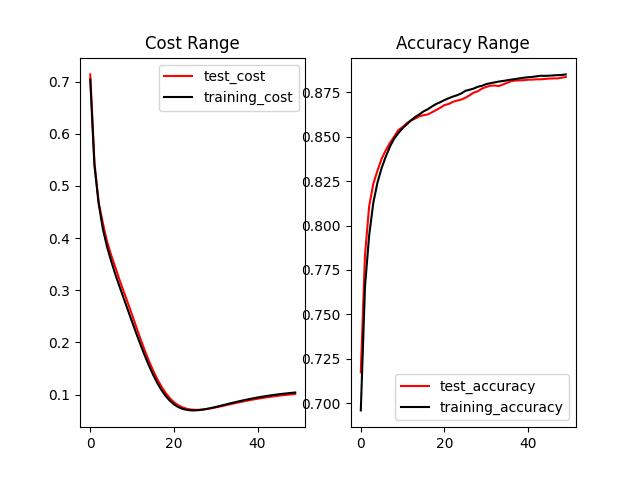 Cost Range
test_cost
training_cost
0.7
0.6
0.5
0.4
0.3
0.2
0.1
0 20 40
Accuracy Range
0.875
0.850
0.825
0.800
0.775
0.750
0.725
0.700
test_accuracy
training_accuracy
0 20 40